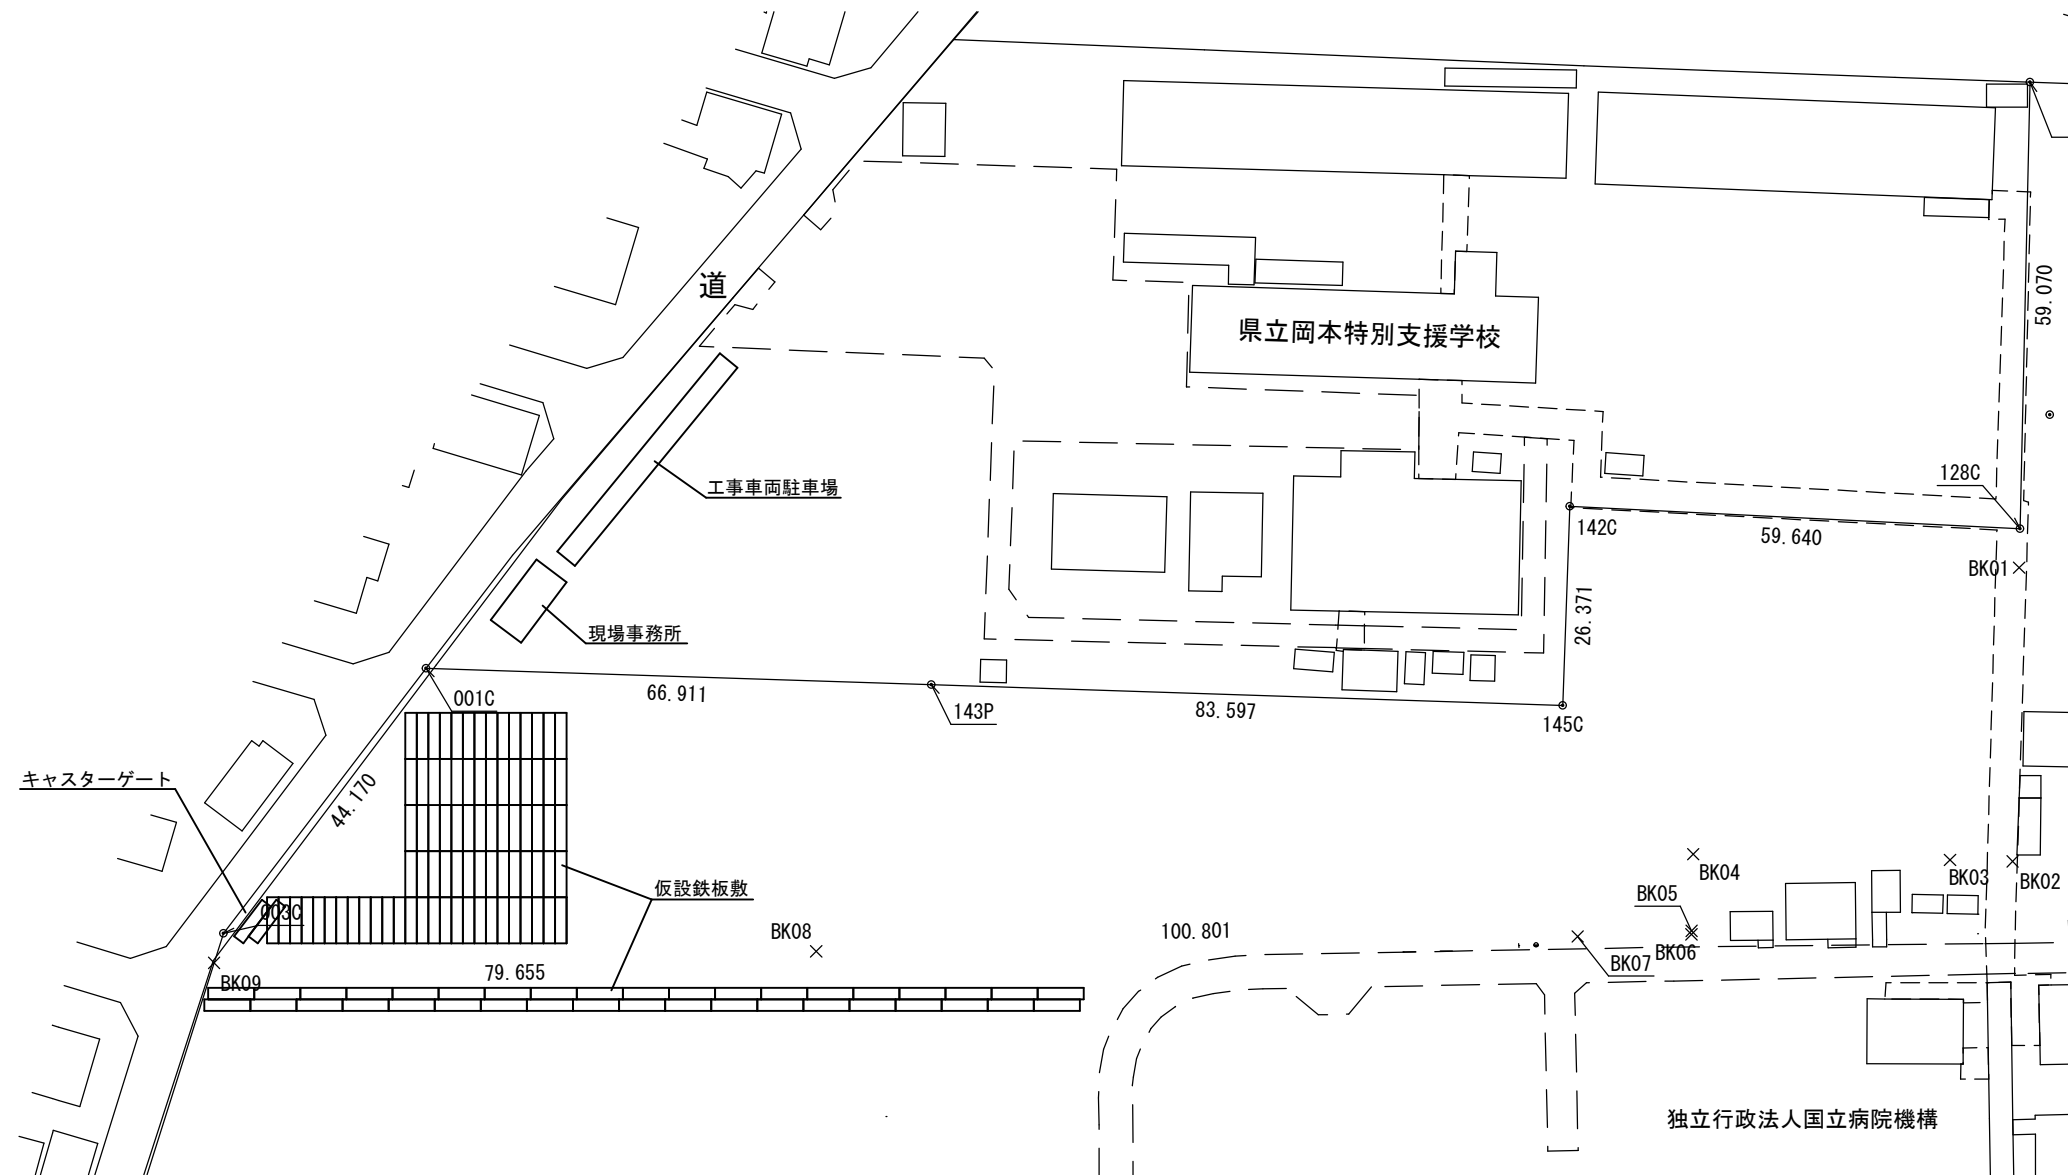 道
県立岡本特別支援学校
59.070
工事車両駐車場
128C
142C
59.640
BK01
26.371
現場事務所
001C
66.911
143P
83.597
145C
キャスターゲート
44.170
仮設鉄板敷
BK04
BK03
BK02
BK05
003C
BK08
100.801
BK06
BK07
79.655
BK09
独立行政法人国立病院機構